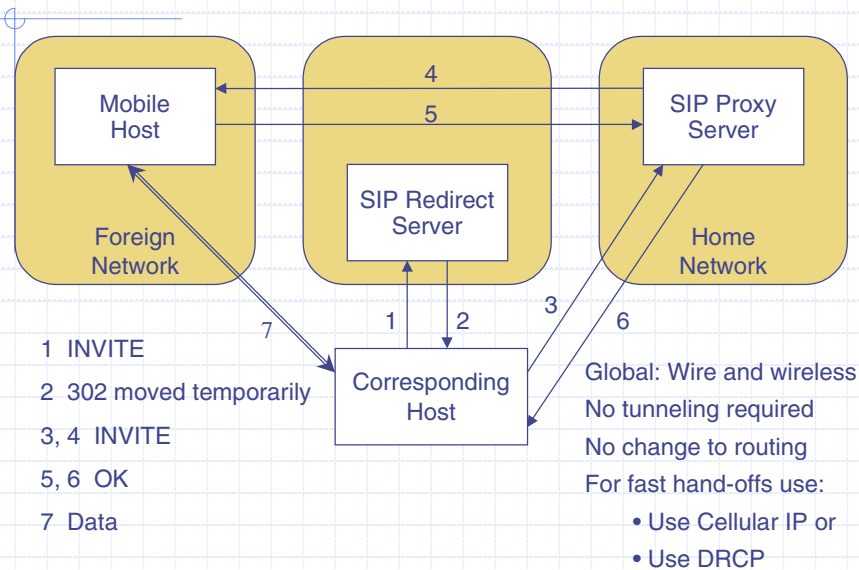 4
Mobile
Host
5
SIP Proxy
Server
SIP Redirect
Server
Foreign
Network
Home
Network
7
1
2
3
6
1 INVITE
2 302 moved temporarily
3, 4 INVITE
5, 6 OK
7 Data
Corresponding
Host
Global: Wire and wireless
No tunneling required
No change to routing
For fast hand-offs use:
• Use Cellular IP or
• Use DRCP